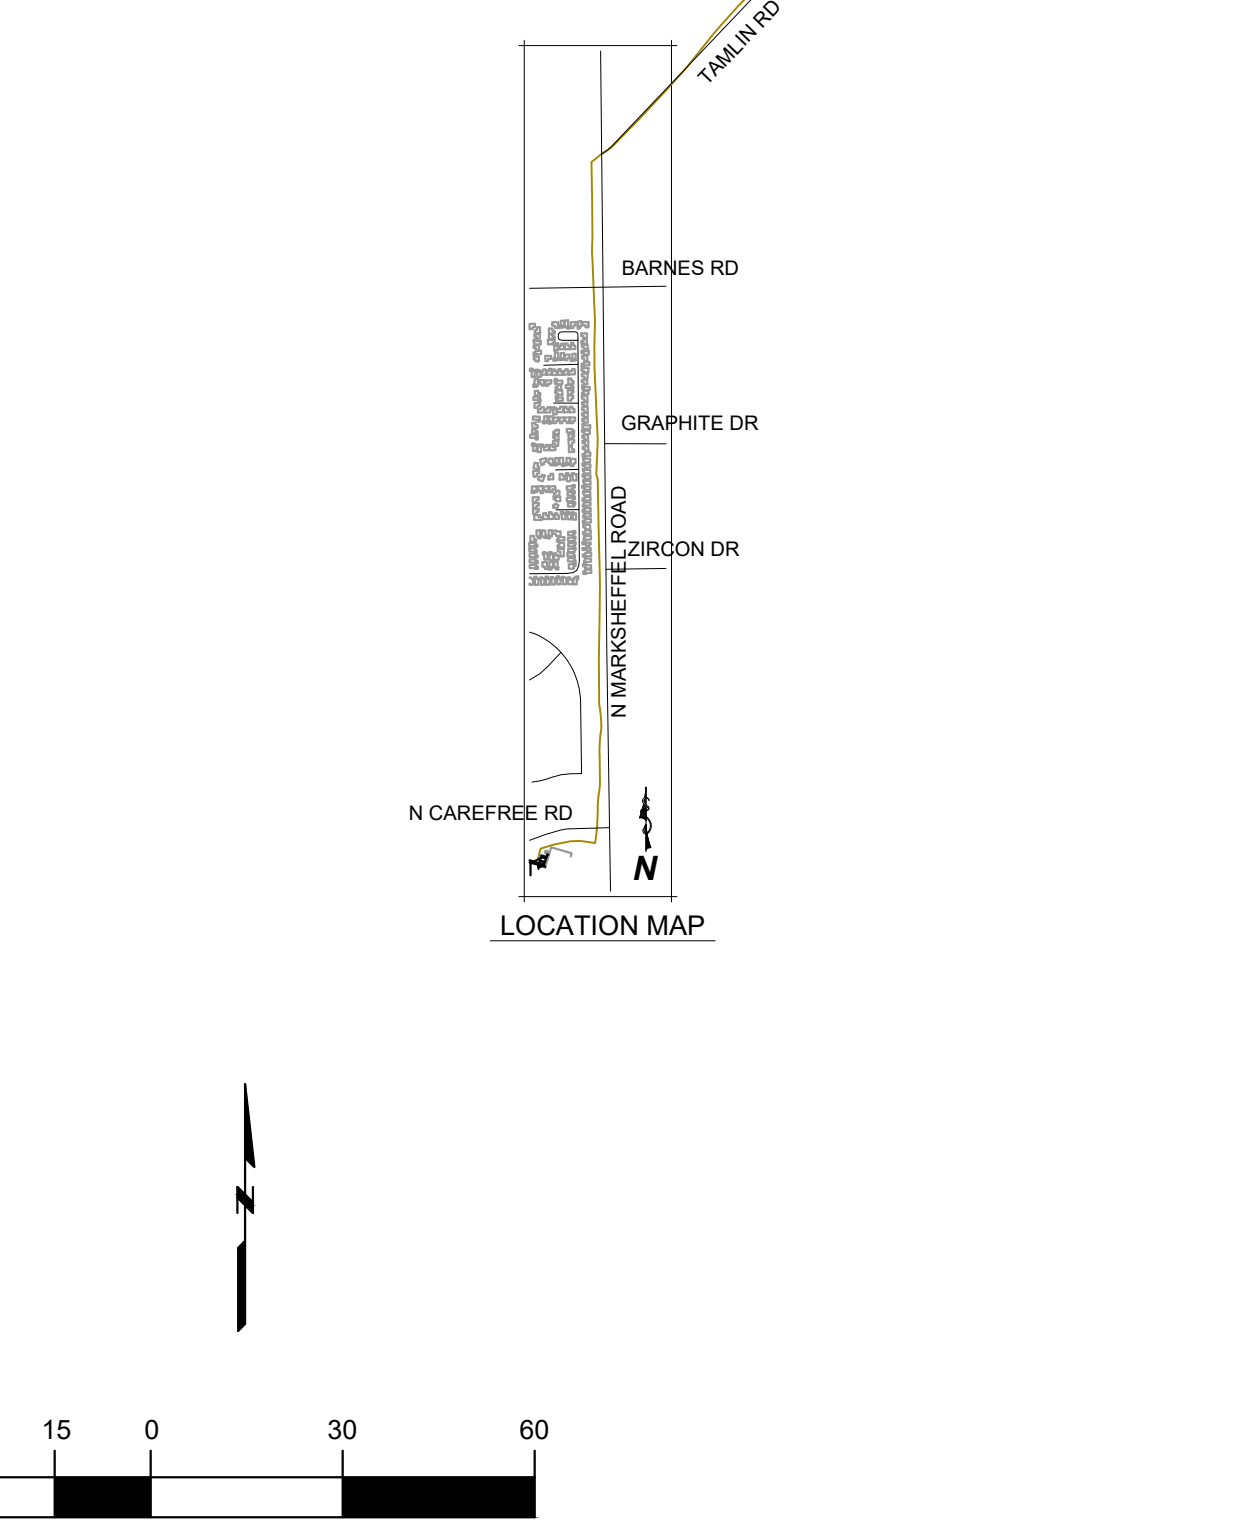 TAMLIN RD
BARNES RD
GRAPHITE DR
N MARKSHEFFEL ROAD
ZIRCON DR
N CAREFREE RD
N
LOCATION MAP
N
15 0 30 60